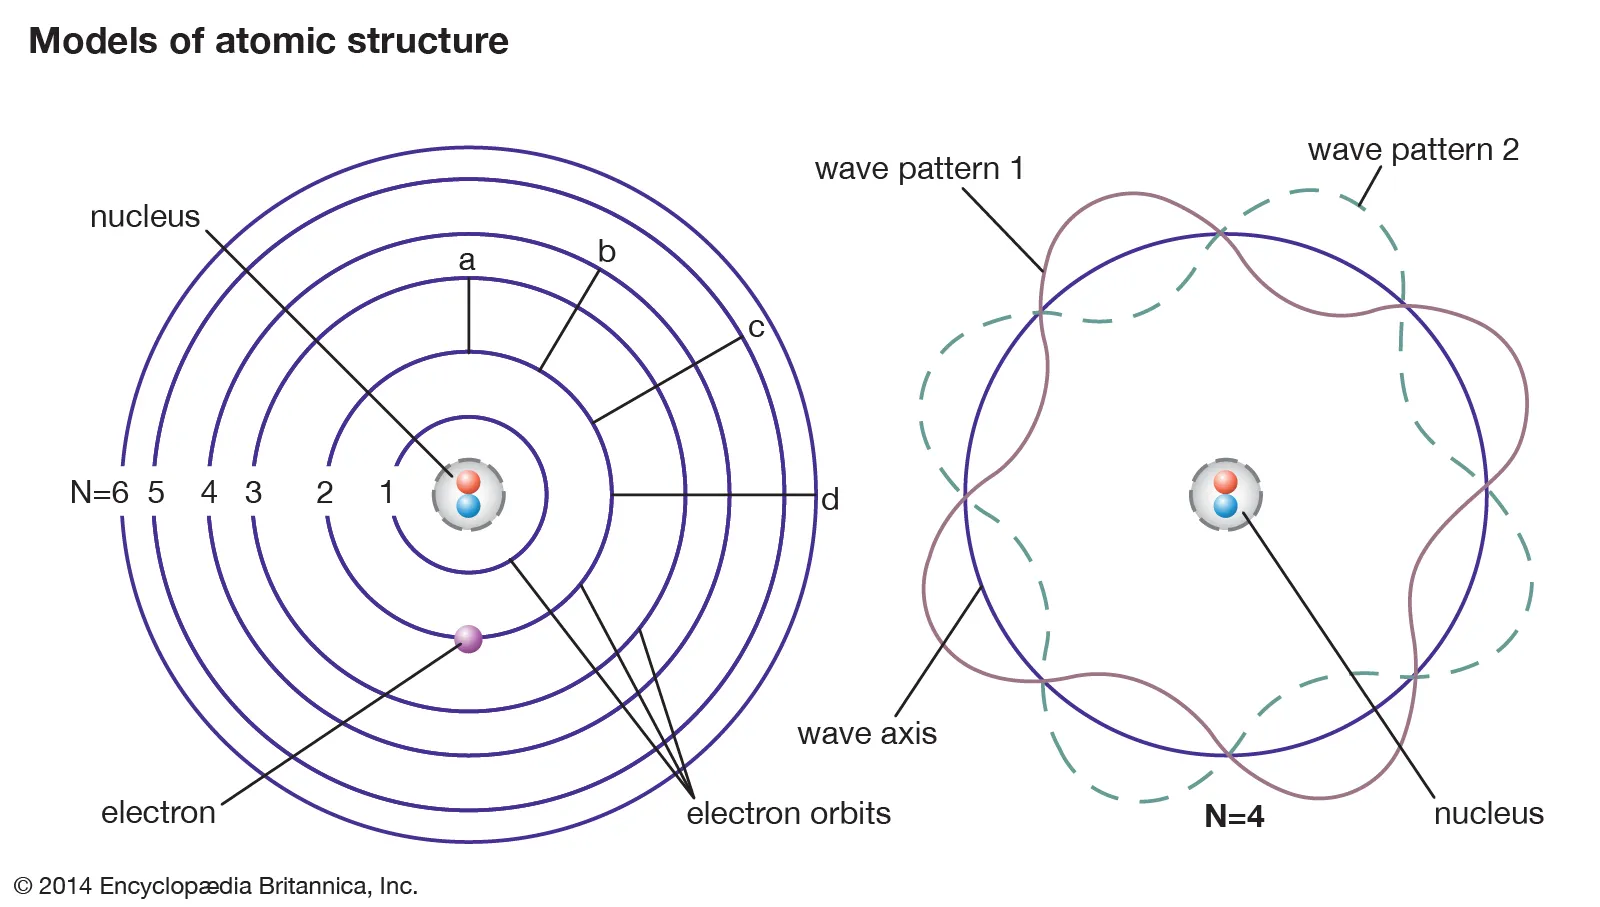 Models of atomic structure
wave pattern 2
wave pattern 1
nucleus
a
b
c
N=6 5 4 3 2 1
d
wave axis
electron
electron orbits
N=4
nucleus
© 2014 Encyclopædia Britannica, Inc.